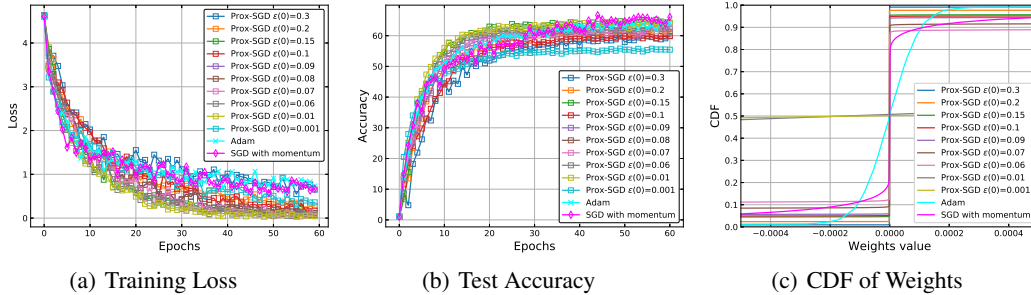 4
3
2
1
0
Loss
0
10
20
30
40
50
60
Epochs
Prox-SGD ε(0)=0.3
Prox-SGD ε(0)=0.2
Prox-SGD ε(0)=0.15
Prox-SGD ε(0)=0.1
Prox-SGD ε(0)=0.09
Prox-SGD ε(0)=0.08
Prox-SGD ε(0)=0.07
Prox-SGD ε(0)=0.06
Prox-SGD ε(0)=0.01
Prox-SGD ε(0)=0.001
Adam
SGD with momentum
(a) Training Loss
60
50
40
30
20
10
0
Accuracy
0
10
20
30
40
50
60
Epochs
Prox-SGD ε(0)=0.3
Prox-SGD ε(0)=0.2
Prox-SGD ε(0)=0.15
Prox-SGD ε(0)=0.1
Prox-SGD ε(0)=0.09
Prox-SGD ε(0)=0.08
Prox-SGD ε(0)=0.07
Prox-SGD ε(0)=0.06
Prox-SGD ε(0)=0.01
Prox-SGD ε(0)=0.001
Adam
SGD with momentum
(b) Test Accuracy
1.0
0.9
0.8
0.7
0.6
0.5
0.4
0.3
0.2
0.1
0.0
CDF
−0.0004
−0.0002
0.0000
0.0002
0.0004
Weights value
Prox-SGD ε(0)=0.3
Prox-SGD ε(0)=0.2
Prox-SGD ε(0)=0.15
Prox-SGD ε(0)=0.1
Prox-SGD ε(0)=0.09
Prox-SGD ε(0)=0.07
Prox-SGD ε(0)=0.06
Prox-SGD ε(0)=0.01
Prox-SGD ε(0)=0.001
Adam
SGD with momentum
(c) CDF of Weights